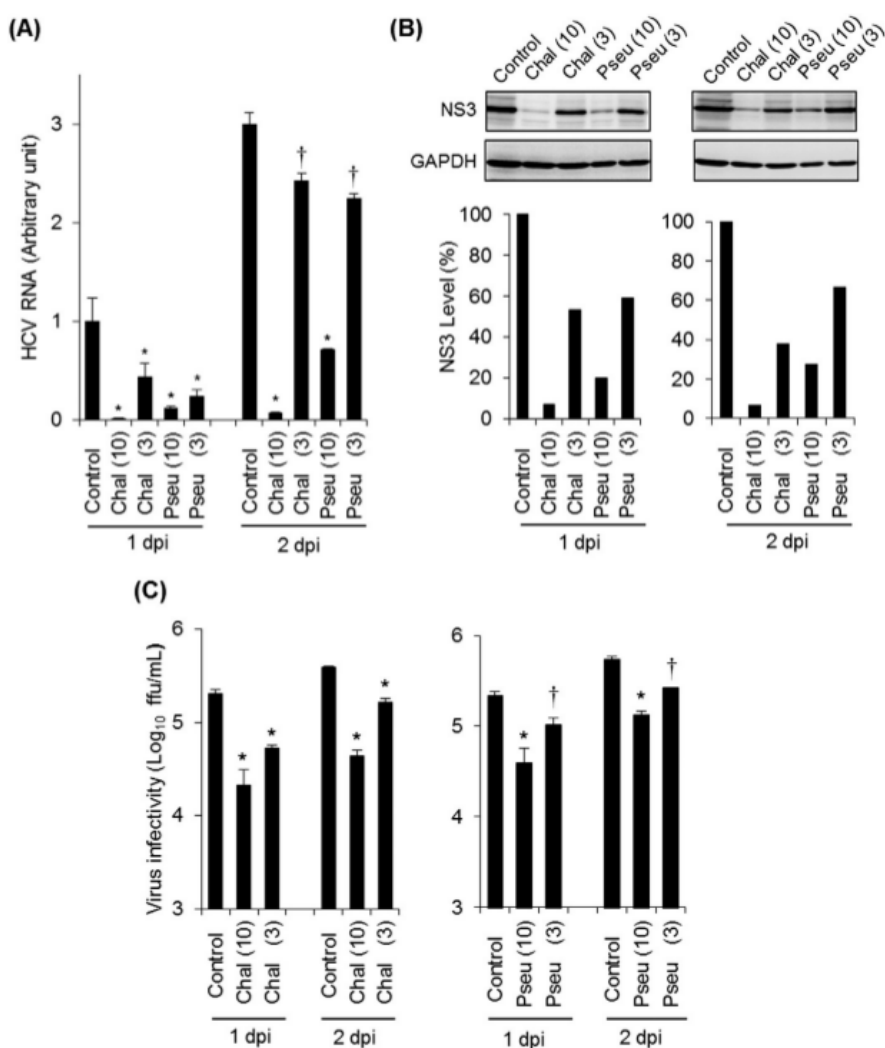 (A)
HCV RNA (Arbitrary unit)
3
2
1
0
†
†
*
*
*
*
*
*
Control
Chal (10)
Chal (3)
Pseu (10)
Pseu (3)
Control
Chal (10)
Chal (3)
Pseu (10)
Pseu (3)
1 dpi
2 dpi
(B)
Control
Chal (10)
Chal (3)
Pseu (10)
Pseu (3)
Control
Chal (10)
Chal (3)
Pseu (10)
Pseu (3)
NS3
GAPDH
NS3 Level (%)
100
80
60
40
20
0
Control
Chal (10)
Chal (3)
Pseu (10)
Pseu (3)
1 dpi
100
80
60
40
20
0
Control
Chal (10)
Chal (3)
Pseu (10)
Pseu (3)
2 dpi
(C)
Virus infectivity (Log10 ffu/mL)
6
5
4
3
*
*
*
*
Control
Chal (10)
Chal (3)
Control
Chal (10)
Chal (3)
1 dpi
2 dpi
6
5
4
3
*
†
*
†
Control
Pseu (10)
Pseu (3)
Control
Pseu (10)
Pseu (3)
1 dpi
2 dpi